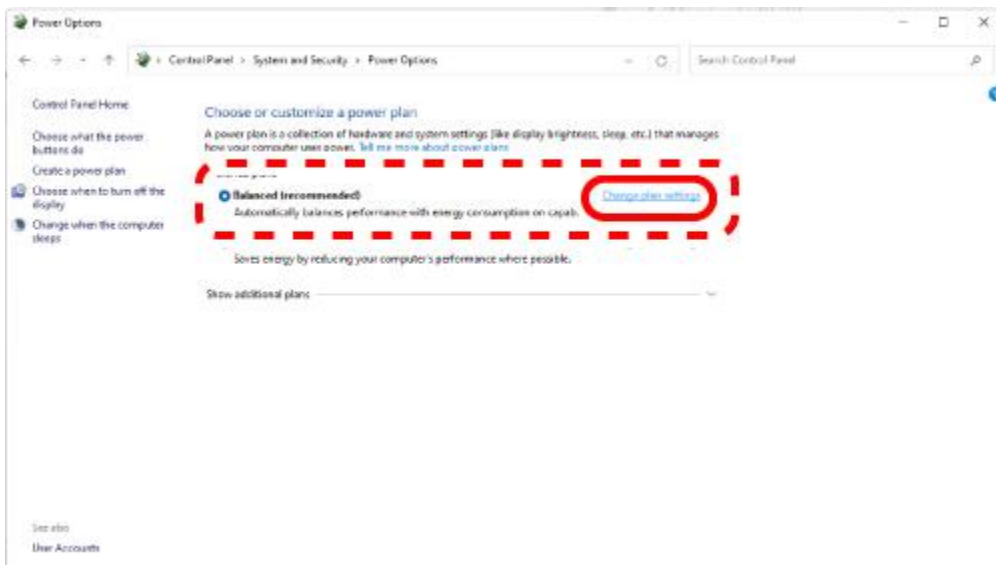 Power Options
Control Panel > System and Security > Power Options
Search Control Panel
Control Panel Home
Choose what the power
buttons do
Create a power plan
Choose when to turn off the
display
Change when the computer
sleeps
Choose or customize a power plan
A power plan is a collection of hardware and system settings (like display brightness, sleep, etc.) that manages
how your computer uses power. Tell me more about power plans
Balanced (recommended)
Change plan settings
Automatically balances performance with energy consumption on capab
Saves energy by reducing your computer's performance where possible.
Show additional plans
See also
User Accounts